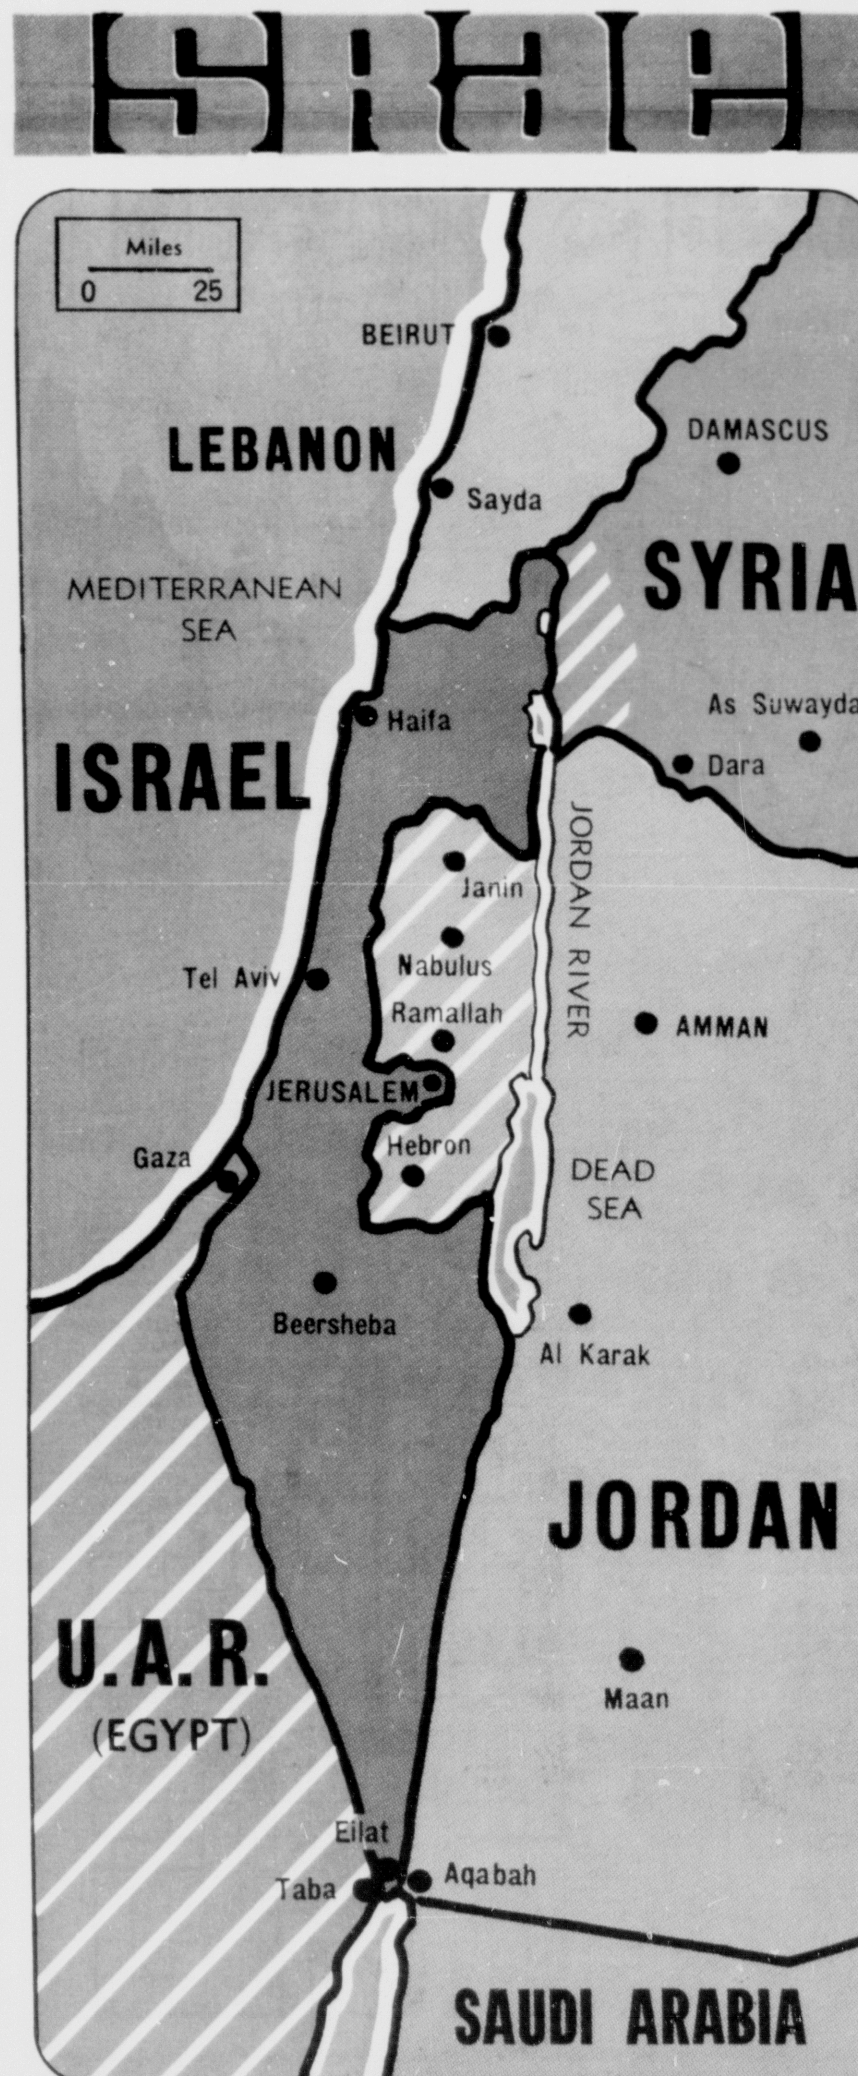 ISRAEL
Miles
0 25
BEIRUT
LEBANON
DAMASCUS
Sayda
SYRIA
MEDITERRANEAN
SEA
As Suwayda
Haifa
ISRAEL
Dara
JORDAN RIVER
Janin
Nabulus
Tel Aviv
Ramallah
AMMAN
JERUSALEM
Hebron
Gaza
DEAD
SEA
Beersheba
Al Karak
JORDAN
U.A.R.
(EGYPT)
Maan
Eilat
Aqabah
Taba
SAUDI ARABIA